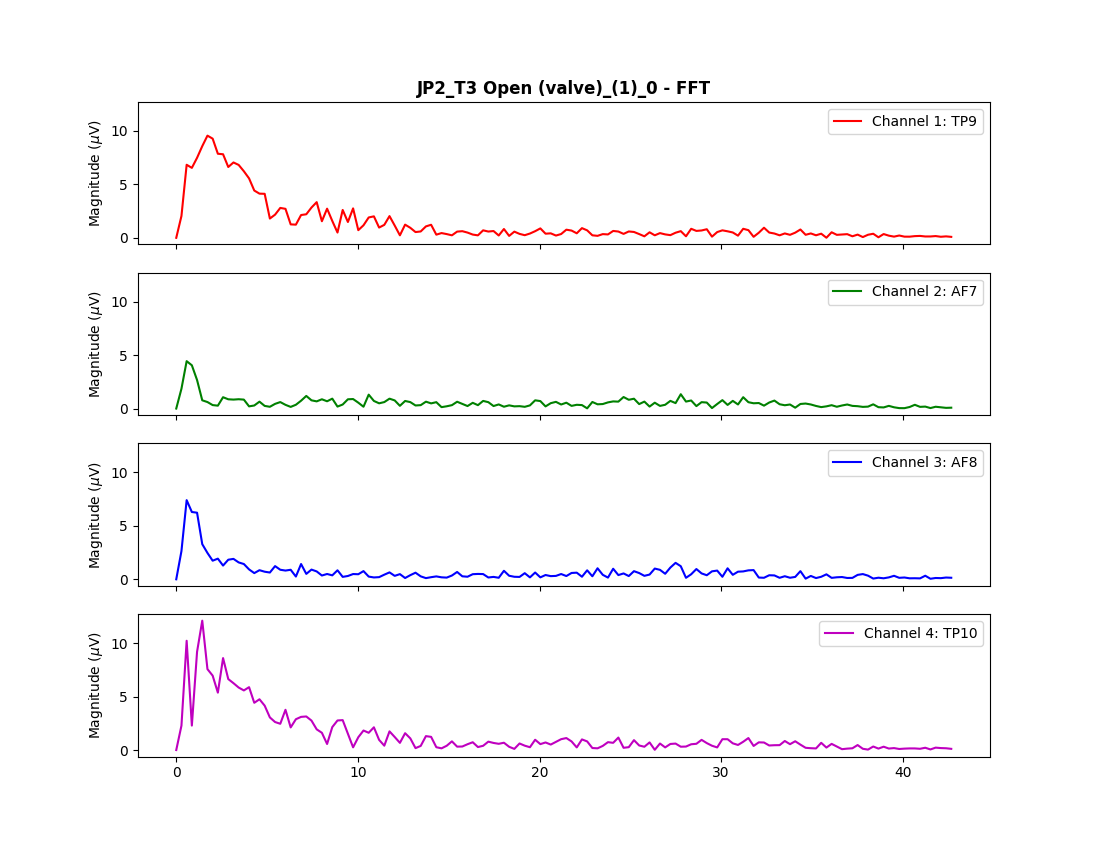 JP2_T3 Open (valve)_(1)_0 - FFT
Magnitude (μV)
10
5
0
Channel 1: TP9
Magnitude (μV)
10
5
0
Channel 2: AF7
Magnitude (μV)
10
5
0
Channel 3: AF8
Magnitude (μV)
10
5
0
Channel 4: TP10
0 10 20 30 40